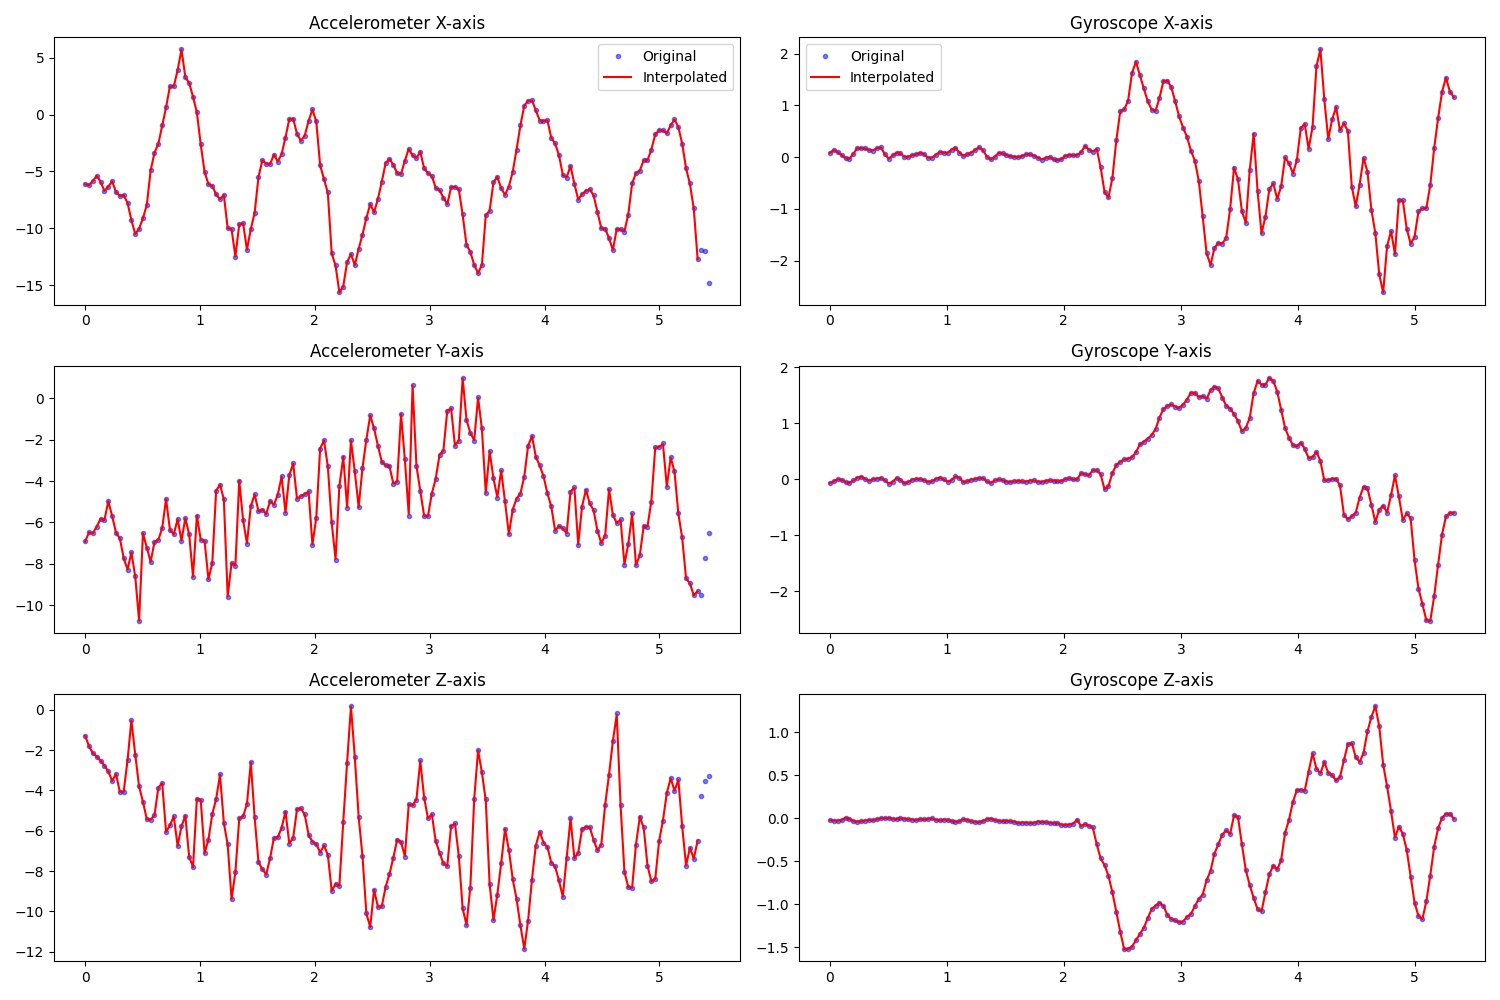 Accelerometer X-axis
5
0
−5
−10
−15
0 1 2 3 4 5
Original
Interpolated
Gyroscope X-axis
2
1
0
−1
−2
0 1 2 3 4 5
Original
Interpolated
Accelerometer Y-axis
0
−2
−4
−6
−8
−10
0 1 2 3 4 5
Gyroscope Y-axis
2
1
0
−1
−2
0 1 2 3 4 5
Accelerometer Z-axis
0
−2
−4
−6
−8
−10
−12
0 1 2 3 4 5
Gyroscope Z-axis
1.0
0.5
0.0
−0.5
−1.0
−1.5
0 1 2 3 4 5